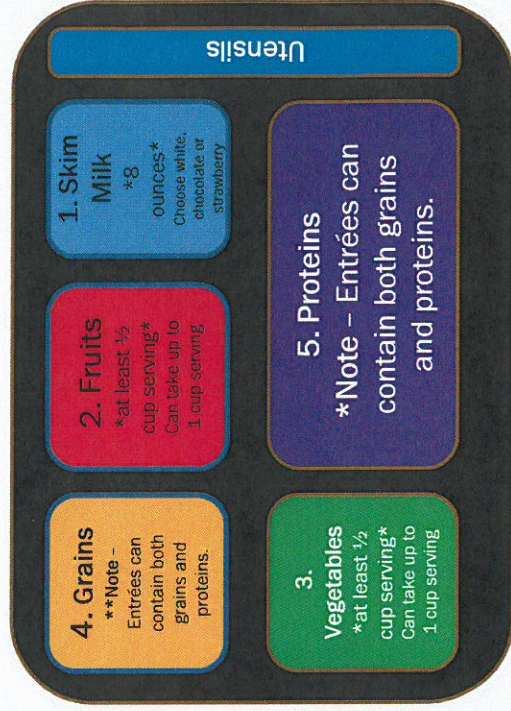 4. Grains
**Note –
Entrées can
contain both
grains and
proteins.
2. Fruits
*at least ½
cup serving*
Can take up to
1 cup serving
1. Skim
Milk
*8
ounces*
Choose white,
chocolate or
strawberry
Utensils
3.
Vegetables
*at least ½
cup serving*
Can take up to
1 cup serving
5. Proteins
*Note – Entrées can
contain both grains
and proteins.